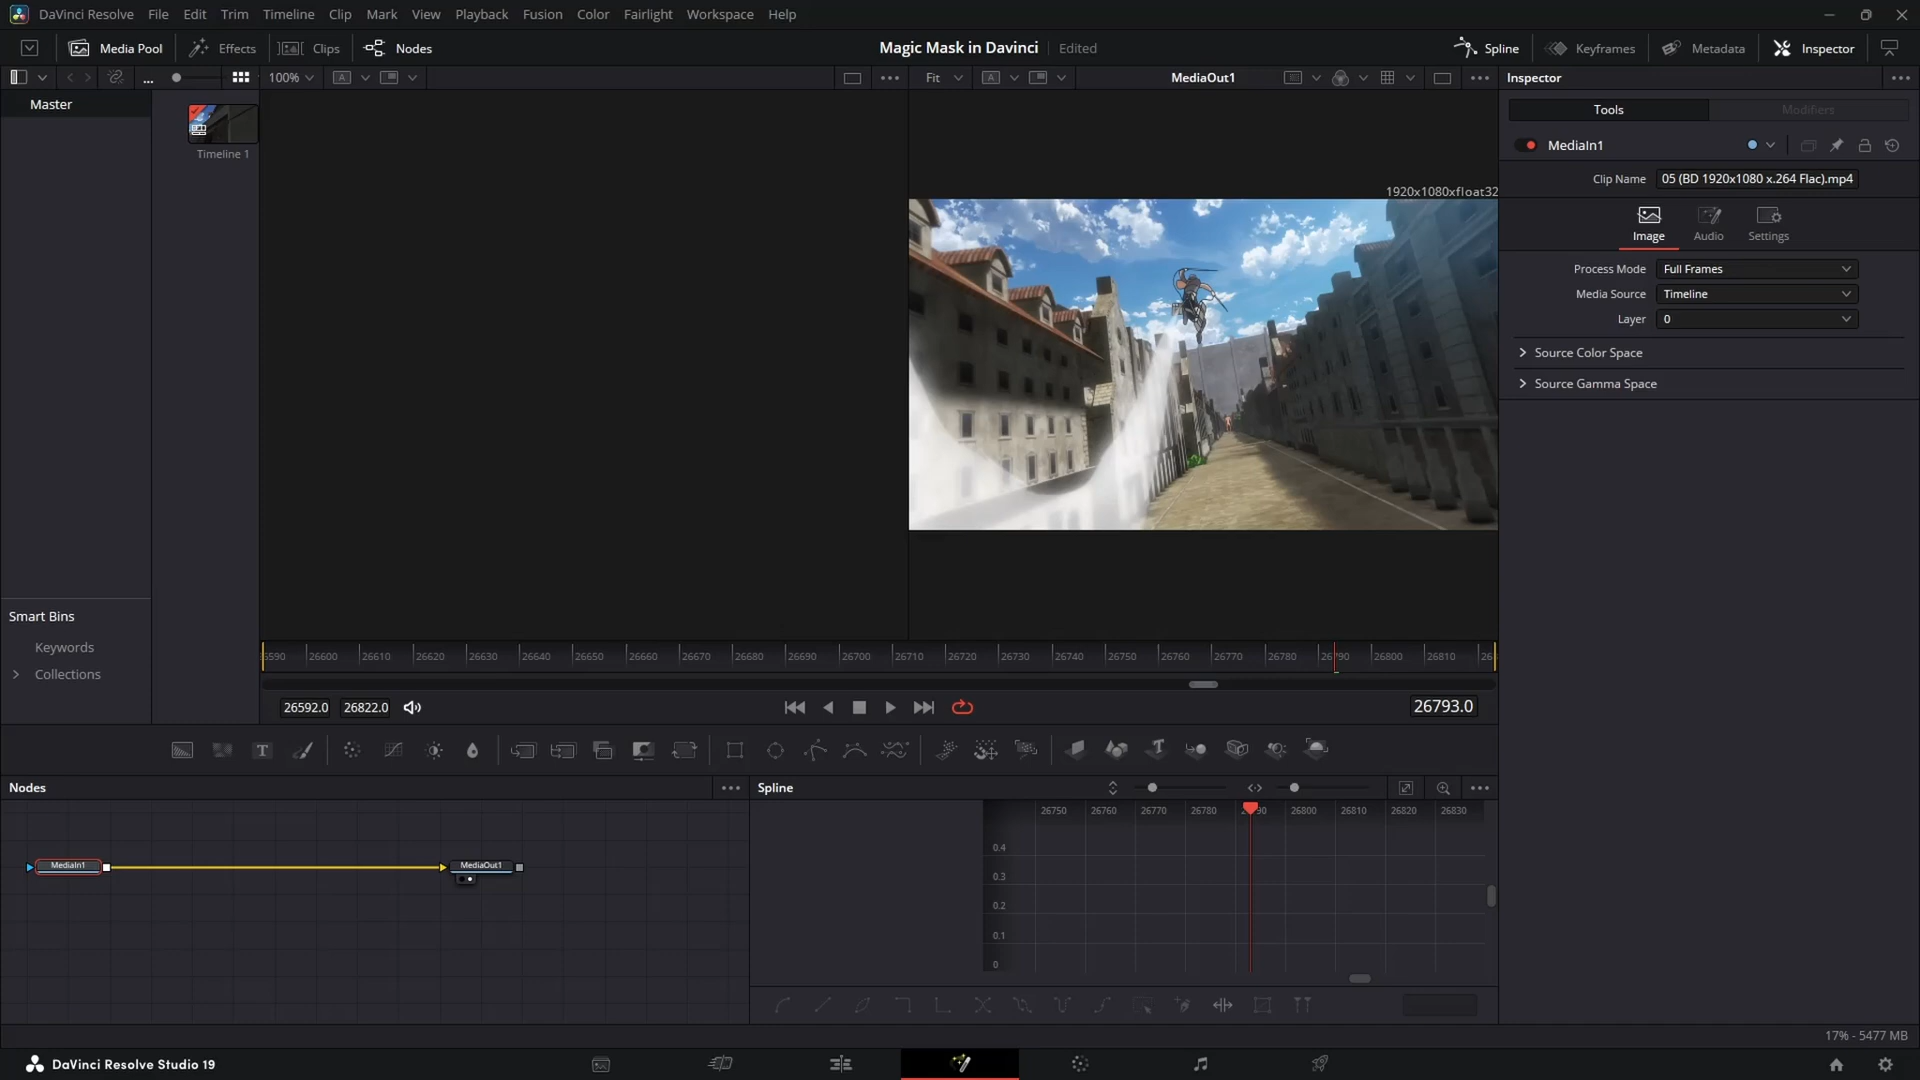 DaVinci Resolve File Edit Trim Timeline Clip Mark View Playback Fusion Color Fairlight Workspace Help
Media Pool Effects Clips Nodes Magic Mask in Davinci Edited Spline Keyframes Metadata Inspector
... 100% A ••• Fit A MediaOut1 ••• Inspector •••
Master
Timeline 1
Tools Modifiers
MediaIn1
Clip Name 05 (BD 1920x1080 x.264 Flac).mp4
1920x1080xfloat32
Image Audio Settings
Process Mode Full Frames
Media Source Timeline
Layer 0
Source Color Space
Source Gamma Space
Smart Bins
Keywords
Collections
26600 26610 26620 26630 26640 26650 26660 26670 26680 26690 26700 26710 26720 26730 26740 26750 26760 26770 26780 26790 26800 26810
26592.0 26822.0 26793.0
T T
Nodes ••• Spline •••
26750 26760 26770 26780 26800 26810 26820 26830
MediaIn1 MediaOut1
0.4
0.3
0.2
0.1
0
17% - 5477 MB
DaVinci Resolve Studio 19